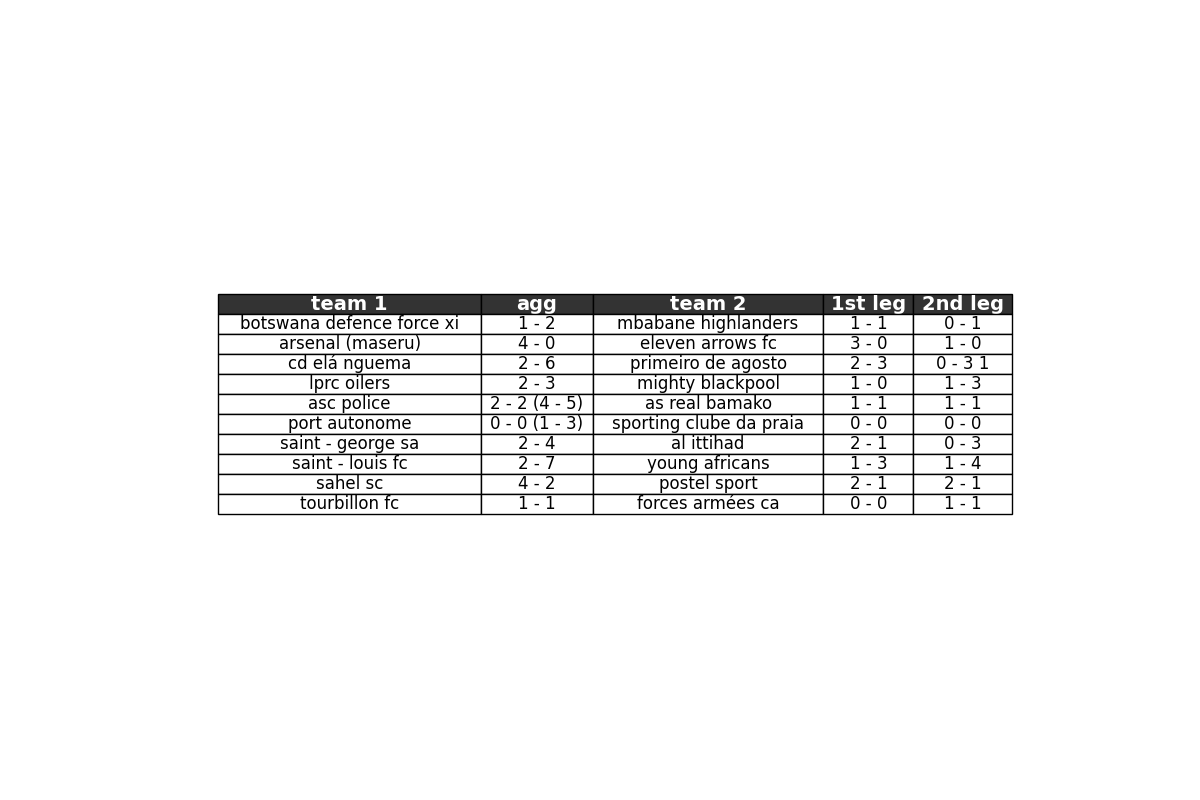 team 1 agg team 2 1st leg 2nd leg
botswana defence force xi 1 - 2 mbabane highlanders 1 - 1 0 - 1
arsenal (maseru) 4 - 0 eleven arrows fc 3 - 0 1 - 0
cd elá nguema 2 - 6 primeiro de agosto 2 - 3 0 - 3 1
lprc oilers 2 - 3 mighty blackpool 1 - 0 1 - 3
asc police 2 - 2 (4 - 5) as real bamako 1 - 1 1 - 1
port autonome 0 - 0 (1 - 3) sporting clube da praia 0 - 0 0 - 0
saint - george sa 2 - 4 al ittihad 2 - 1 0 - 3
saint - louis fc 2 - 7 young africans 1 - 3 1 - 4
sahel sc 4 - 2 postel sport 2 - 1 2 - 1
tourbillon fc 1 - 1 forces armées ca 0 - 0 1 - 1